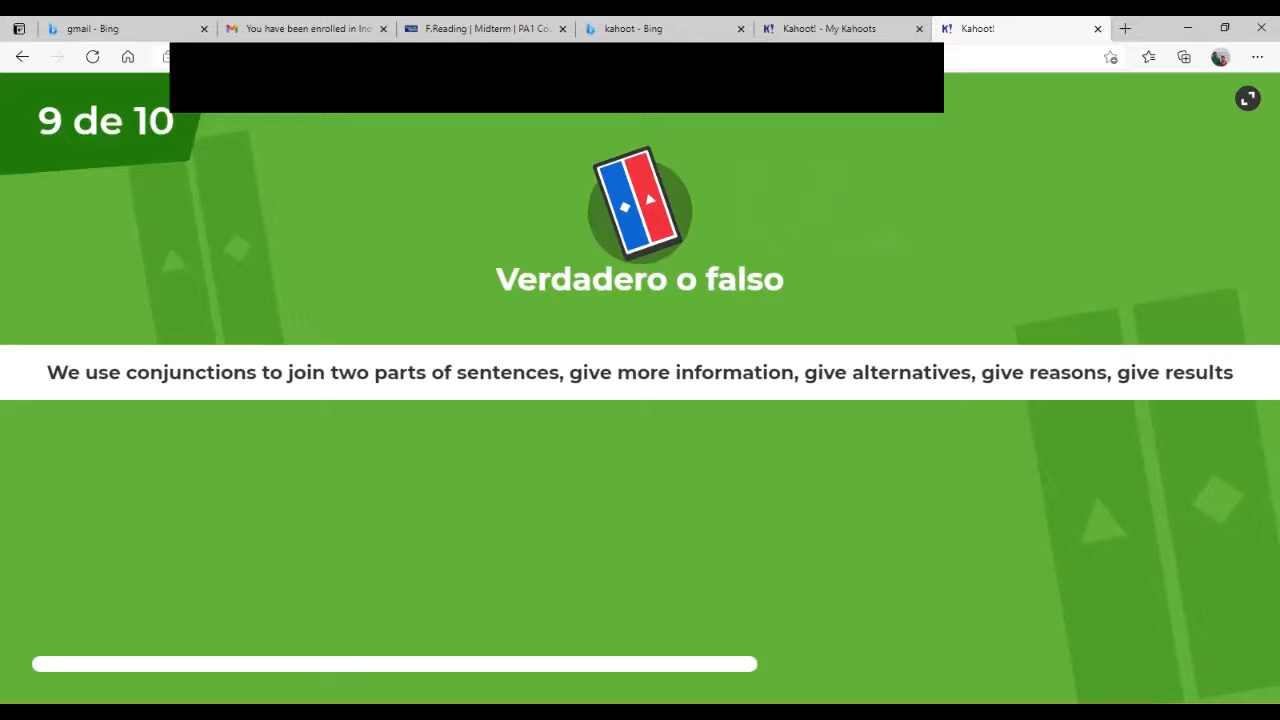 gmail - Bing
You have been enrolled in Inc
F.Reading | Midterm | PA1 Co
kahoot - Bing
Kahoot! - My Kahoots
Kahoot!
9 de 10
Verdadero o falso
We use conjunctions to join two parts of sentences, give more information, give alternatives, give reasons, give results